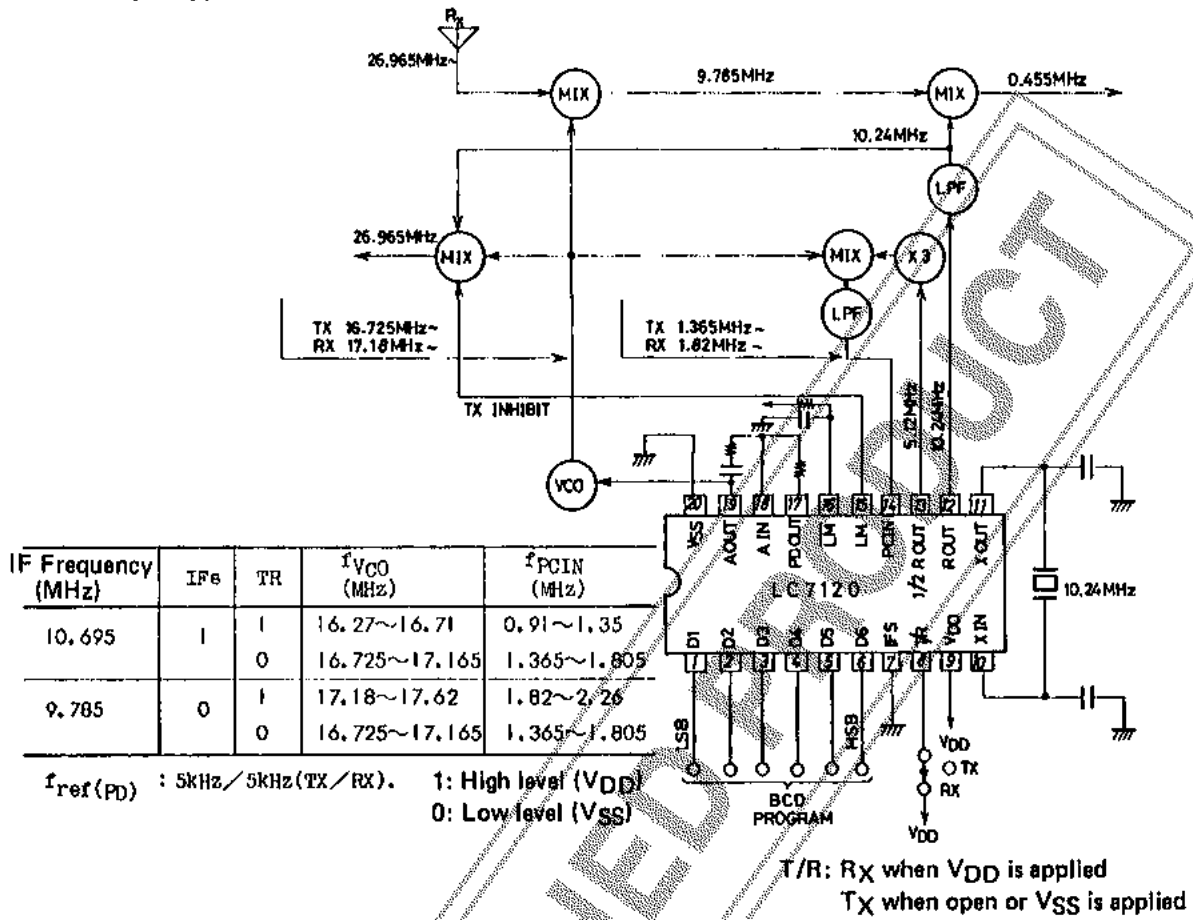 Rx
26.965MHz~
MIX
9.785MHz
MIX
0.455MHz
10.24MHz
LPF
26.965MHz
MIX
MIX
X3
LPF
TX 16.725MHz~
RX 17.18MHz~
TX 1.365MHz~
RX 1.82MHz~
TX INHIBIT
5.12MHz
10.24MHz
VCO
20 19 18 17 16 15 14 13 12 11
VSS AOUT A IN PDOUT LM LM PCIN 1/2 R OUT R OUT X OUT
LC7120
10.24MHz
D1 D2 D3 D4 D5 D6 IFS T/R VDD X IN
1 2 3 4 5 6 7 8 9 10
LSB
MSB
BCD
PROGRAM
VDD
TX
RX
VDD
IF Frequency (MHz) IFs TR fVCO (MHz) fPCIN (MHz)
10.695 1 1 16.27~16.71 0.91~1.35
0 16.725~17.165 1.365~1.805
9.785 0 1 17.18~17.62 1.82~2.26
0 16.725~17.165 1.365~1.805
fref(PD) : 5kHz/5kHz(TX/RX). 1: High level (VDD)
0: Low level (VSS)
T/R: RX when VDD is applied
TX when open or VSS is applied